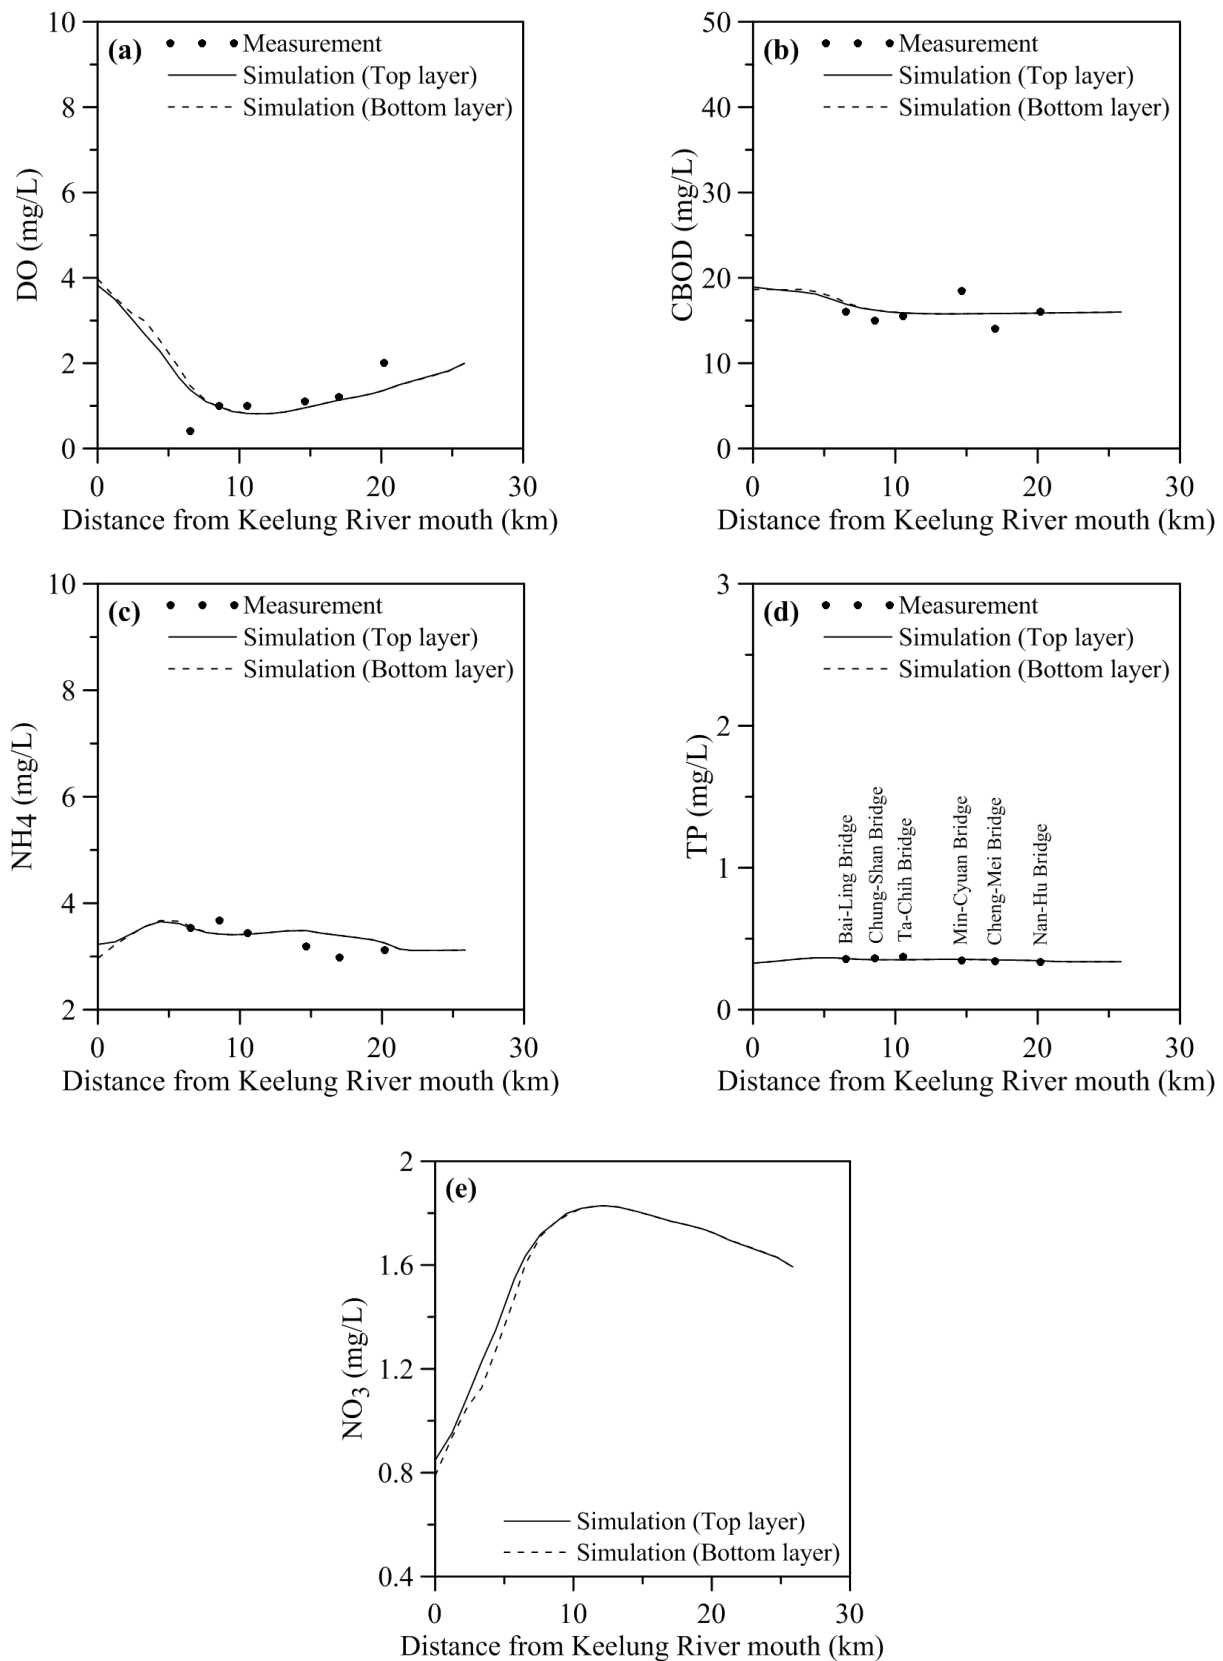 (a)
Measurement
Simulation (Top layer)
Simulation (Bottom layer)
10
8
6
4
2
0
DO (mg/L)
0 10 20 30
Distance from Keelung River mouth (km)
(b)
Measurement
Simulation (Top layer)
Simulation (Bottom layer)
50
40
30
20
10
0
CBOD (mg/L)
0 10 20 30
Distance from Keelung River mouth (km)
(c)
Measurement
Simulation (Top layer)
Simulation (Bottom layer)
10
8
6
4
2
NH4 (mg/L)
0 10 20 30
Distance from Keelung River mouth (km)
(d)
Measurement
Simulation (Top layer)
Simulation (Bottom layer)
3
2
1
0
TP (mg/L)
Bai-Ling Bridge
Chung-Shan Bridge
Ta-Chih Bridge
Min-Cyuan Bridge
Cheng-Mei Bridge
Nan-Hu Bridge
0 10 20 30
Distance from Keelung River mouth (km)
(e)
2
1.6
1.2
0.8
0.4
NO3 (mg/L)
Simulation (Top layer)
Simulation (Bottom layer)
0 10 20 30
Distance from Keelung River mouth (km)